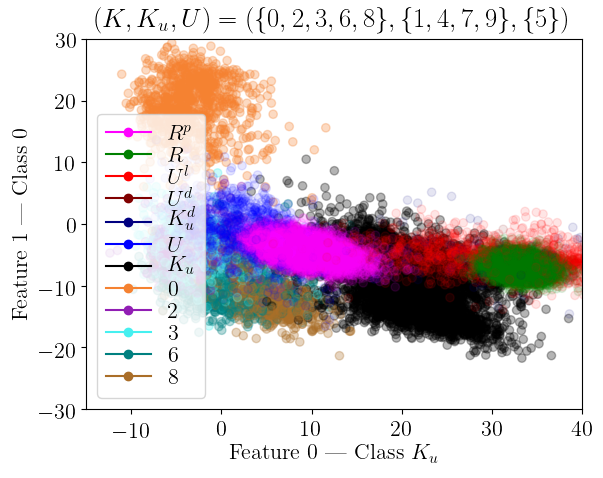 (K, K_u, U) = ({0, 2, 3, 6, 8}, {1, 4, 7, 9}, {5})
Feature 1 — Class 0
30
20
10
0
−10
−20
−30
R^p
R
U^l
U^d
K_u^d
U
K_u
0
2
3
6
8
−10
0
10
20
30
40
Feature 0 — Class K_u